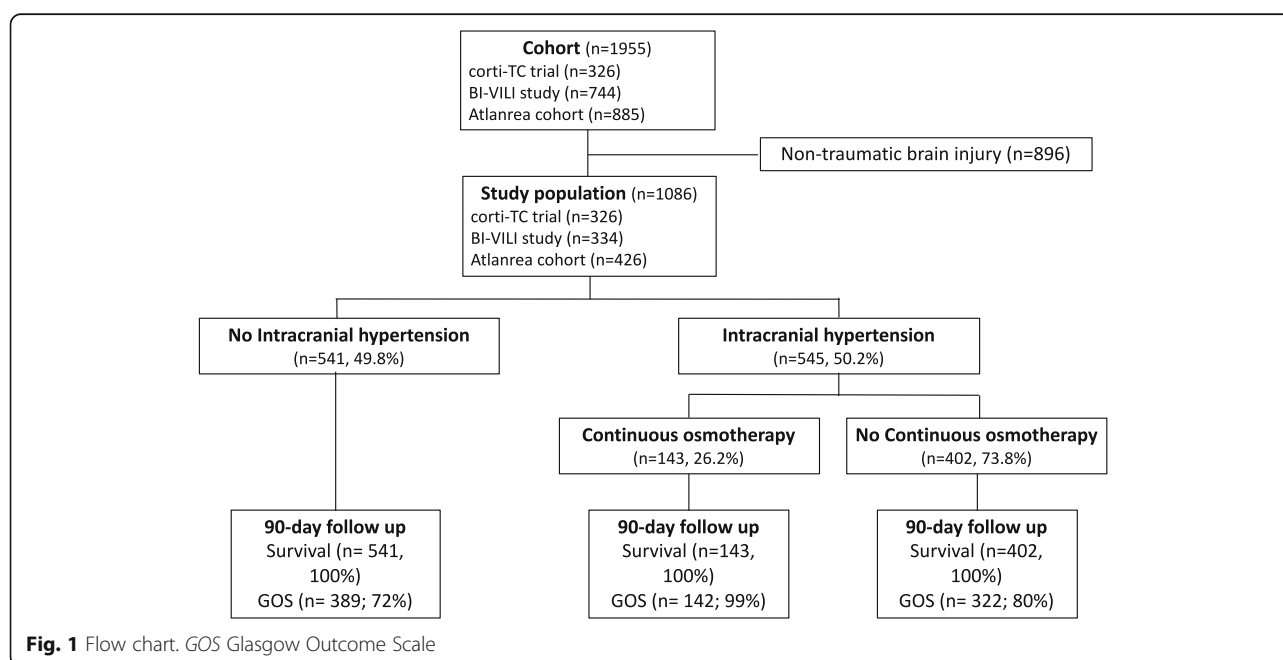 Cohort (n=1955)
corti-TC trial (n=326)
BI-VILI study (n=744)
Atlanrea cohort (n=885)
Non-traumatic brain injury (n=896)
Study population (n=1086)
corti-TC trial (n=326)
BI-VILI study (n=334)
Atlanrea cohort (n=426)
No Intracranial hypertension
(n=541, 49.8%)
Intracranial hypertension
(n=545, 50.2%)
Continuous osmotherapy
(n=143, 26.2%)
No Continuous osmotherapy
(n=402, 73.8%)
90-day follow up
Survival (n= 541,
100%)
GOS (n= 389; 72%)
90-day follow up
Survival (n=143,
100%)
GOS (n= 142; 99%)
90-day follow up
Survival (n=402,
100%)
GOS (n= 322; 80%)
Fig. 1 Flow chart. GOS Glasgow Outcome Scale